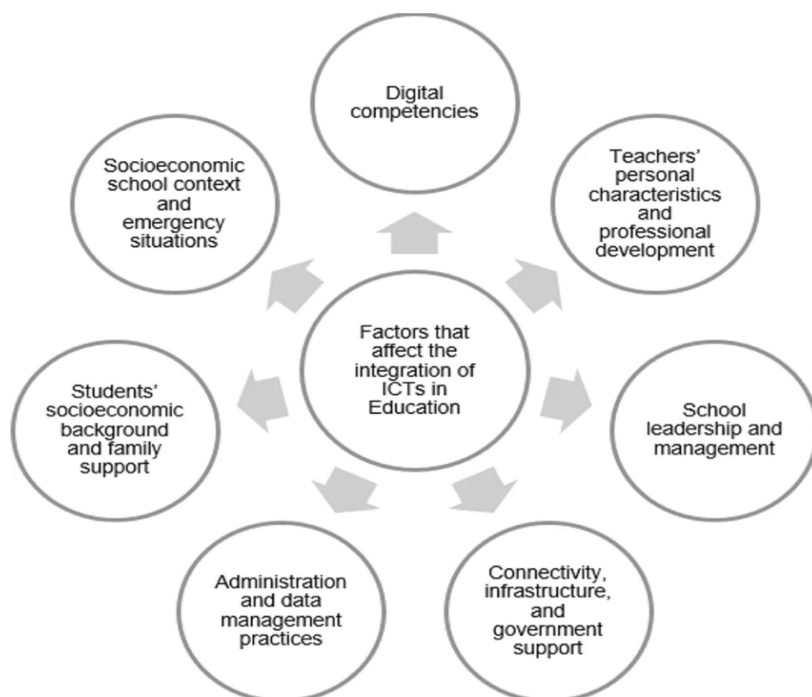 Digital
competencies
Teachers'
personal
characteristics
and
professional
development
School
leadership and
management
Connectivity,
infrastructure,
and
government
support
Administration
and data
management
practices
Students'
socioeconomic
background
and family
support
Socioeconomic
school context
and
emergency
situations
Factors that
affect the
integration of
ICTs in
Education